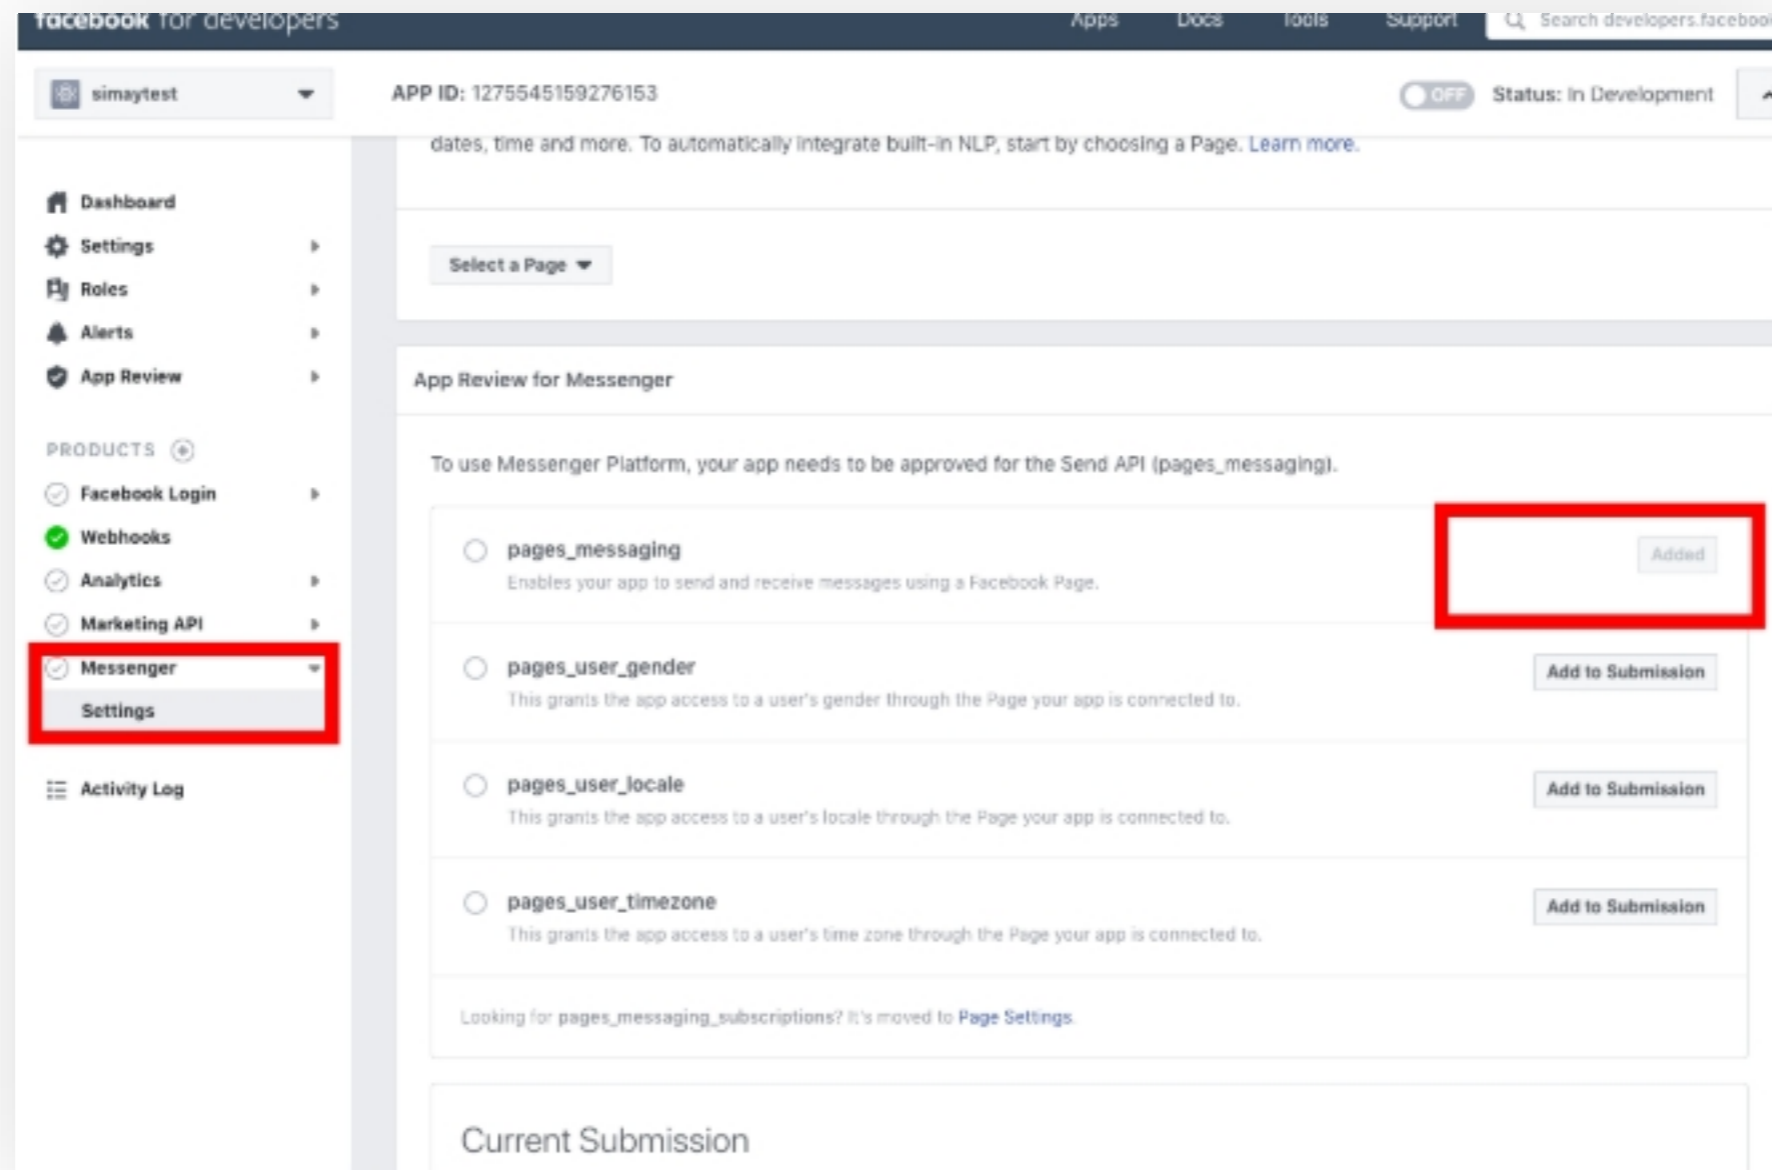 facebook for developers
Apps Docs Tools Support Search developers.facebook
simaytest
APP ID: 1275545159276153
OFF Status: In Development
dates, time and more. To automatically integrate built-in NLP, start by choosing a Page. Learn more.
Dashboard
Settings
Roles
Alerts
App Review
PRODUCTS
Facebook Login
Webhooks
Analytics
Marketing API
Messenger
Settings
Activity Log
Select a Page
App Review for Messenger
To use Messenger Platform, your app needs to be approved for the Send API (pages_messaging).
pages_messaging
Added
Enables your app to send and receive messages using a Facebook Page.
pages_user_gender
Add to Submission
This grants the app access to a user's gender through the Page your app is connected to.
pages_user_locale
Add to Submission
This grants the app access to a user's locale through the Page your app is connected to.
pages_user_timezone
Add to Submission
This grants the app access to a user's time zone through the Page your app is connected to.
Looking for pages_messaging_subscriptions? It's moved to Page Settings.
Current Submission